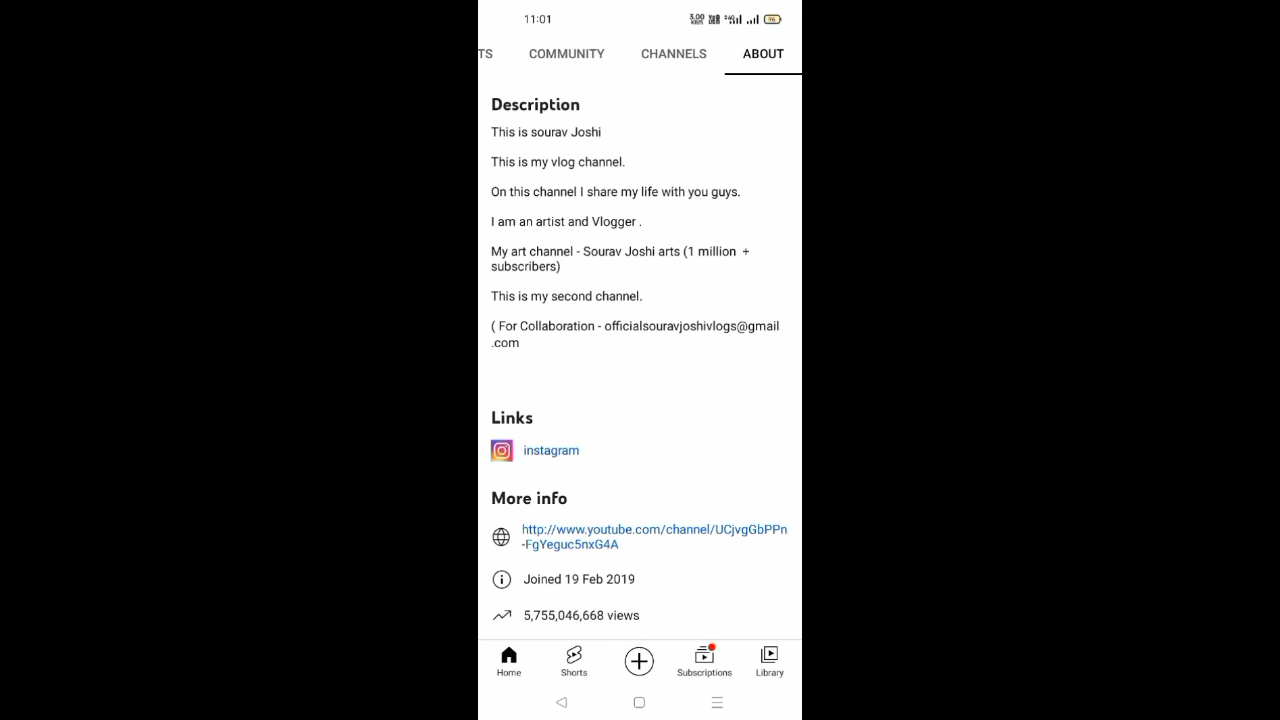 11:01
3.00
96
TS COMMUNITY CHANNELS ABOUT
Description
This is sourav Joshi
This is my vlog channel.
On this channel I share my life with you guys.
I am an artist and Vlogger .
My art channel - Sourav Joshi arts (1 million +
subscribers)
This is my second channel.
( For Collaboration - officialsouravjoshivlogs@gmail
.com
Links
instagram
More info
http://www.youtube.com/channel/UCjvgGbPPn
-FgYeguc5nxG4A
Joined 19 Feb 2019
5,755,046,668 views
Home Shorts Subscriptions Library